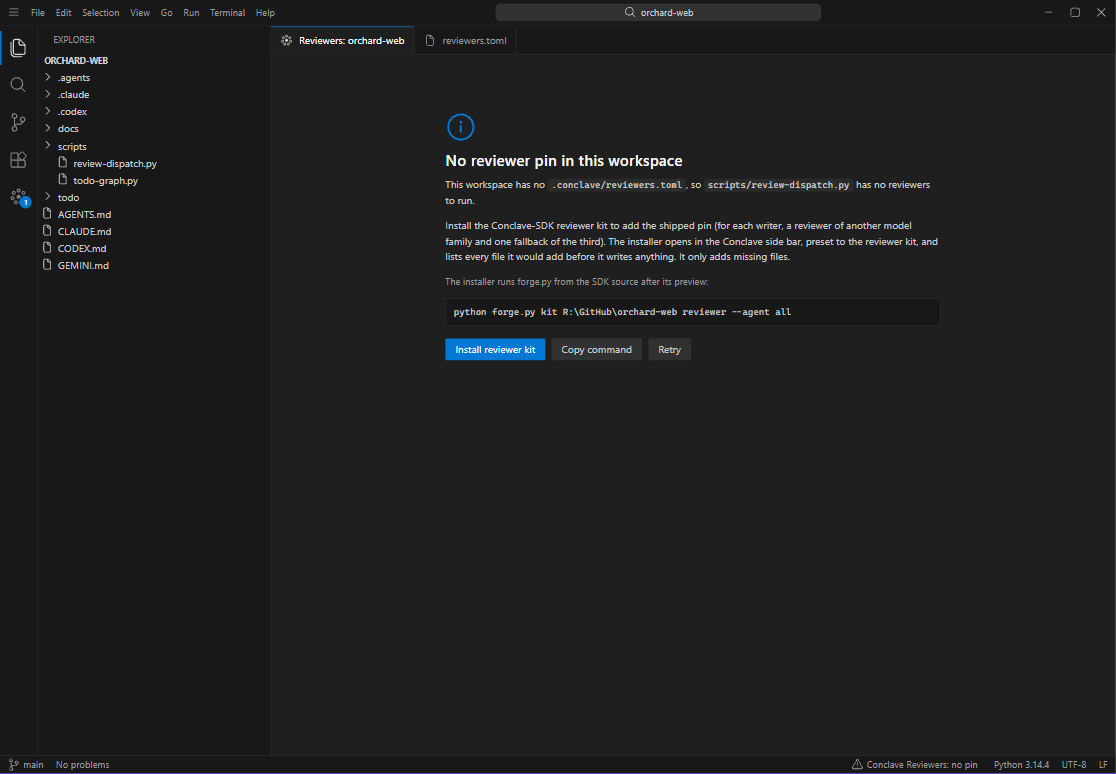 File Edit Selection View Go Run Terminal Help
orchard-web
EXPLORER
Reviewers: orchard-web
reviewers.toml
ORCHARD-WEB
.agents
.claude
.codex
docs
scripts
review-dispatch.py
todo-graph.py
todo
AGENTS.md
CLAUDE.md
CODEX.md
GEMINI.md
1
No reviewer pin in this workspace
This workspace has no .conclave/reviewers.toml, so scripts/review-dispatch.py has no reviewers
to run.
Install the Conclave-SDK reviewer kit to add the shipped pin (for each writer, a reviewer of another model
family and one fallback of the third). The installer opens in the Conclave side bar, preset to the reviewer kit, and
lists every file it would add before it writes anything. It only adds missing files.
The installer runs forge.py from the SDK source after its preview:
python forge.py kit R:\GitHub\orchard-web reviewer --agent all
Install reviewer kit
Copy command
Retry
main
No problems
Conclave Reviewers: no pin
Python 3.14.4
UTF-8
LF